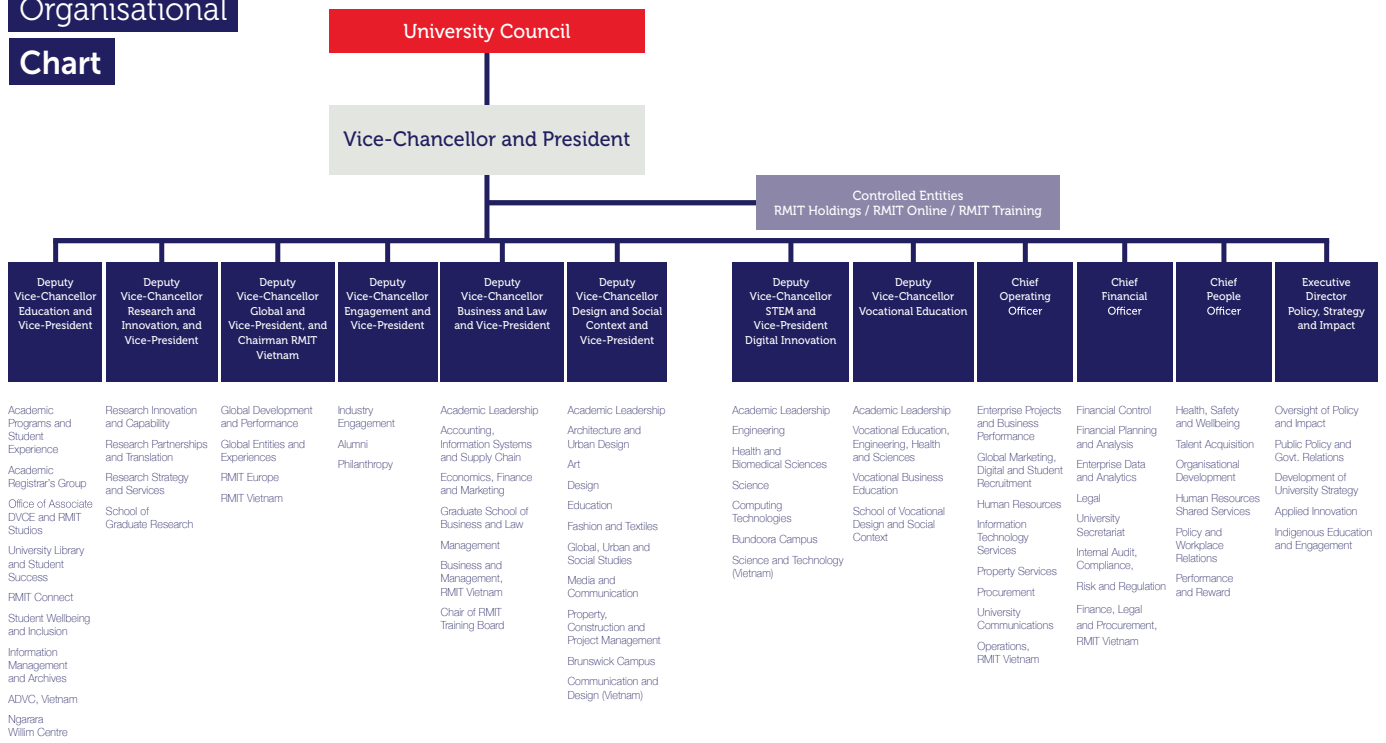 Organisational
Chart
University Council
Vice-Chancellor and President
Controlled Entities
RMIT Holdings / RMIT Online / RMIT Training
Deputy
Vice-Chancellor
Education and
Vice-President
Deputy
Vice-Chancellor
Research and
Innovation, and
Vice-President
Deputy
Vice-Chancellor
Global and
Vice-President, and
Chairman RMIT
Vietnam
Deputy
Vice-Chancellor
Engagement and
Vice-President
Deputy
Vice-Chancellor
Business and Law
and Vice-President
Deputy
Vice-Chancellor
Design and Social
Context and
Vice-President
Deputy
Vice-Chancellor
STEM and
Vice-President
Digital Innovation
Deputy
Vice-Chancellor
Vocational Education
Chief
Operating
Officer
Chief
Financial
Officer
Chief
People
Officer
Executive
Director
Policy, Strategy
and Impact
Academic
Programs and
Student
Experience
Academic
Registrar's Group
Office of Associate
DVCE and RMIT
Studios
University Library
and Student
Success
RMIT Connect
Student Wellbeing
and Inclusion
Information
Management
and Archives
ADVC, Vietnam
Ngarara
Willim Centre
Research Innovation
and Capability
Research Partnerships
and Translation
Research Strategy
and Services
School of
Graduate Research
Global Development
and Performance
Global Entities and
Experiences
RMIT Europe
RMIT Vietnam
Industry
Engagement
Alumni
Philanthropy
Academic Leadership
Accounting,
Information Systems
and Supply Chain
Economics, Finance
and Marketing
Graduate School of
Business and Law
Management
Business and
Management,
RMIT Vietnam
Chair of RMIT
Training Board
Academic Leadership
Architecture and
Urban Design
Art
Design
Education
Fashion and Textiles
Global, Urban and
Social Studies
Media and
Communication
Property,
Construction and
Project Management
Brunswick Campus
Communication and
Design (Vietnam)
Academic Leadership
Engineering
Health and
Biomedical Sciences
Science
Computing
Technologies
Bundoora Campus
Science and Technology
(Vietnam)
Academic Leadership
Vocational Education,
Engineering, Health
and Sciences
Vocational Business
Education
School of Vocational
Design and Social
Context
Enterprise Projects
and Business
Performance
Global Marketing,
Digital and Student
Recruitment
Human Resources
Information
Technology
Services
Property Services
Procurement
University
Communications
Operations,
RMIT Vietnam
Financial Control
Financial Planning
and Analysis
Enterprise Data
and Analytics
Legal
University
Secretariat
Internal Audit,
Compliance,
Risk and Regulation
Finance, Legal
and Procurement,
RMIT Vietnam
Health, Safety
and Wellbeing
Talent Acquisition
Organisational
Development
Human Resources
Shared Services
Policy and
Workplace
Relations
Performance
and Reward
Oversight of Policy
and Impact
Public Policy and
Govt. Relations
Development of
University Strategy
Applied Innovation
Indigenous Education
and Engagement